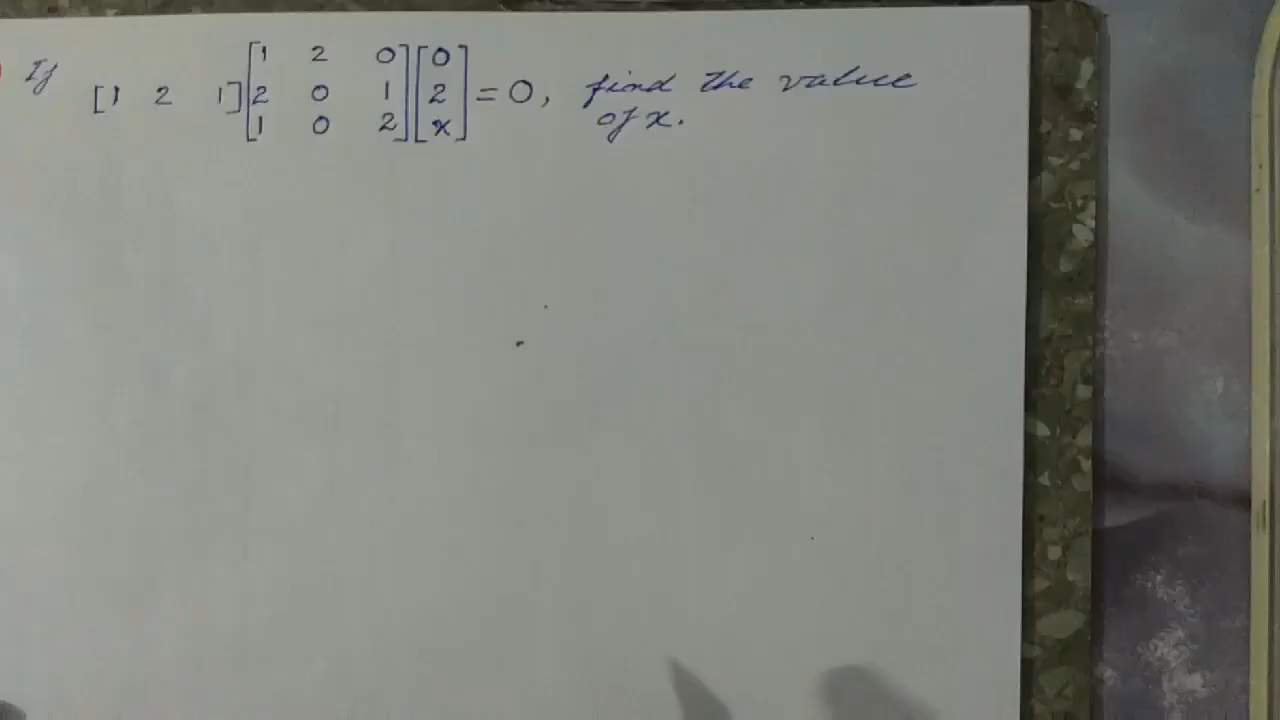 If [1 2 1] [1 2 0 [0
2 0 1 2 = 0, find the value
1 0 2] x] of x.